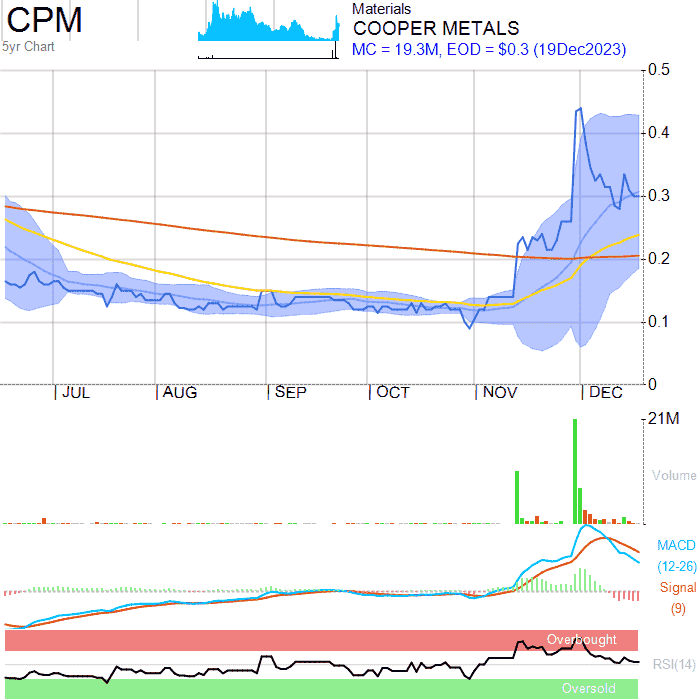 CPM
5yr Chart
Materials
COOPER METALS
MC = 19.3M, EOD = $0.3 (19Dec2023)
0.5
0.4
0.3
0.2
0.1
0
JUL AUG SEP OCT NOV DEC
21M
Volume
MACD
(12-26)
Signal
(9)
Overbought
RSI(14)
Oversold